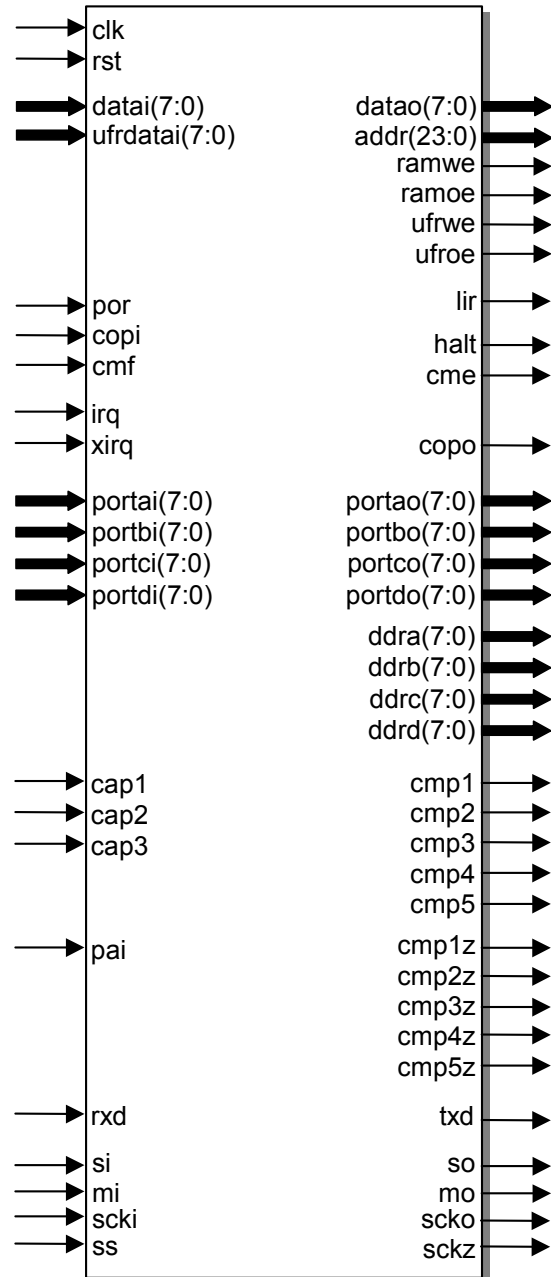 clk
rst
datai(7:0)
ufrdatai(7:0)
por
copi
cmf
irq
xirq
portai(7:0)
portbi(7:0)
portci(7:0)
portdi(7:0)
cap1
cap2
cap3
pai
rxd
si
mi
scki
ss
datao(7:0)
addr(23:0)
ramwe
ramoe
ufrwe
ufroe
lir
halt
cme
copo
portao(7:0)
portbo(7:0)
portco(7:0)
portdo(7:0)
ddra(7:0)
ddrb(7:0)
ddrc(7:0)
ddrd(7:0)
cmp1
cmp2
cmp3
cmp4
cmp5
cmp1z
cmp2z
cmp3z
cmp4z
cmp5z
txd
so
mo
scko
sckz